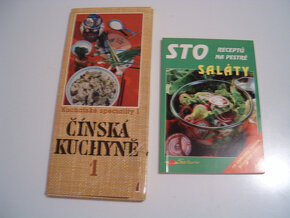 Kuchařské speciality 1
ČÍNSKÁ
KUCHYNĚ
1
STO
RECEPTŮ
NA PESTRÉ
SALÁTY